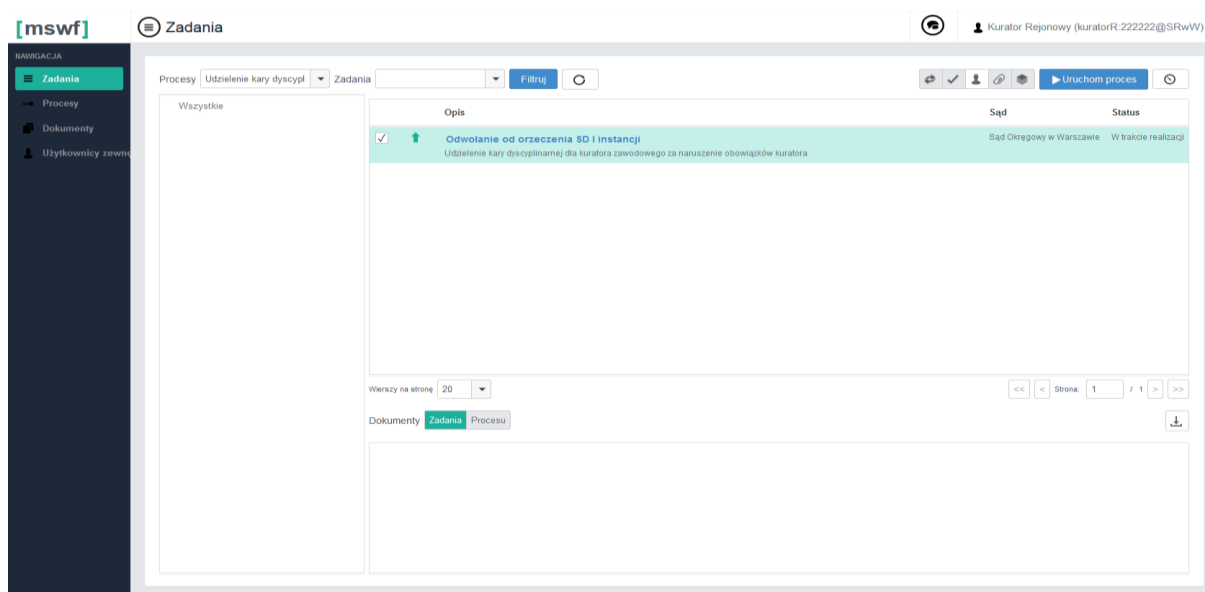 [mswf] Zadania Kurator Rejonowy (kuratorR:222222@SRwW)
NAWIGACJA
Zadania
Procesy
Dokumenty
Użytkownicy zewnę
Procesy Udzielenie kary dyscypl Zadania Filtruj Uruchom proces
Wszystkie
Opis Sąd Status
Odwołanie od orzeczenia SD I instancji Sąd Okręgowy w Warszawie W trakcie realizacji
Udzielenie kary dyscyplinarnej dla kuratora zawodowego za naruszenie obowiązków kuratora
Wierszy na stronę 20 << < Strona: 1 / 1 > >>
Dokumenty Zadania Procesu